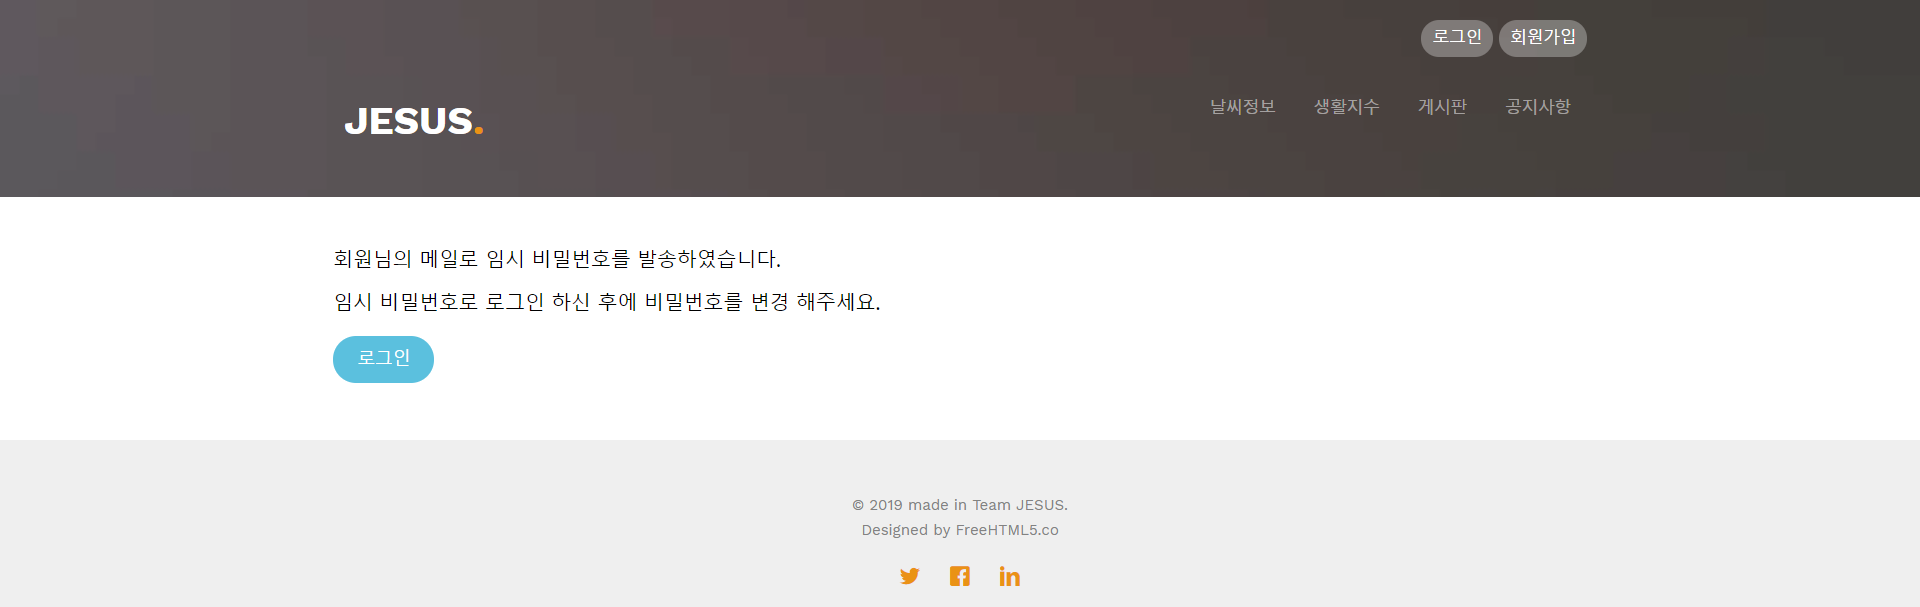 로그인 회원가입
JESUS.
날씨정보 생활지수 게시판 공지사항
회원님의 메일로 임시 비밀번호를 발송하였습니다.
임시 비밀번호로 로그인 하신 후에 비밀번호를 변경 해주세요.
로그인
© 2019 made in Team JESUS.
Designed by FreeHTML5.co